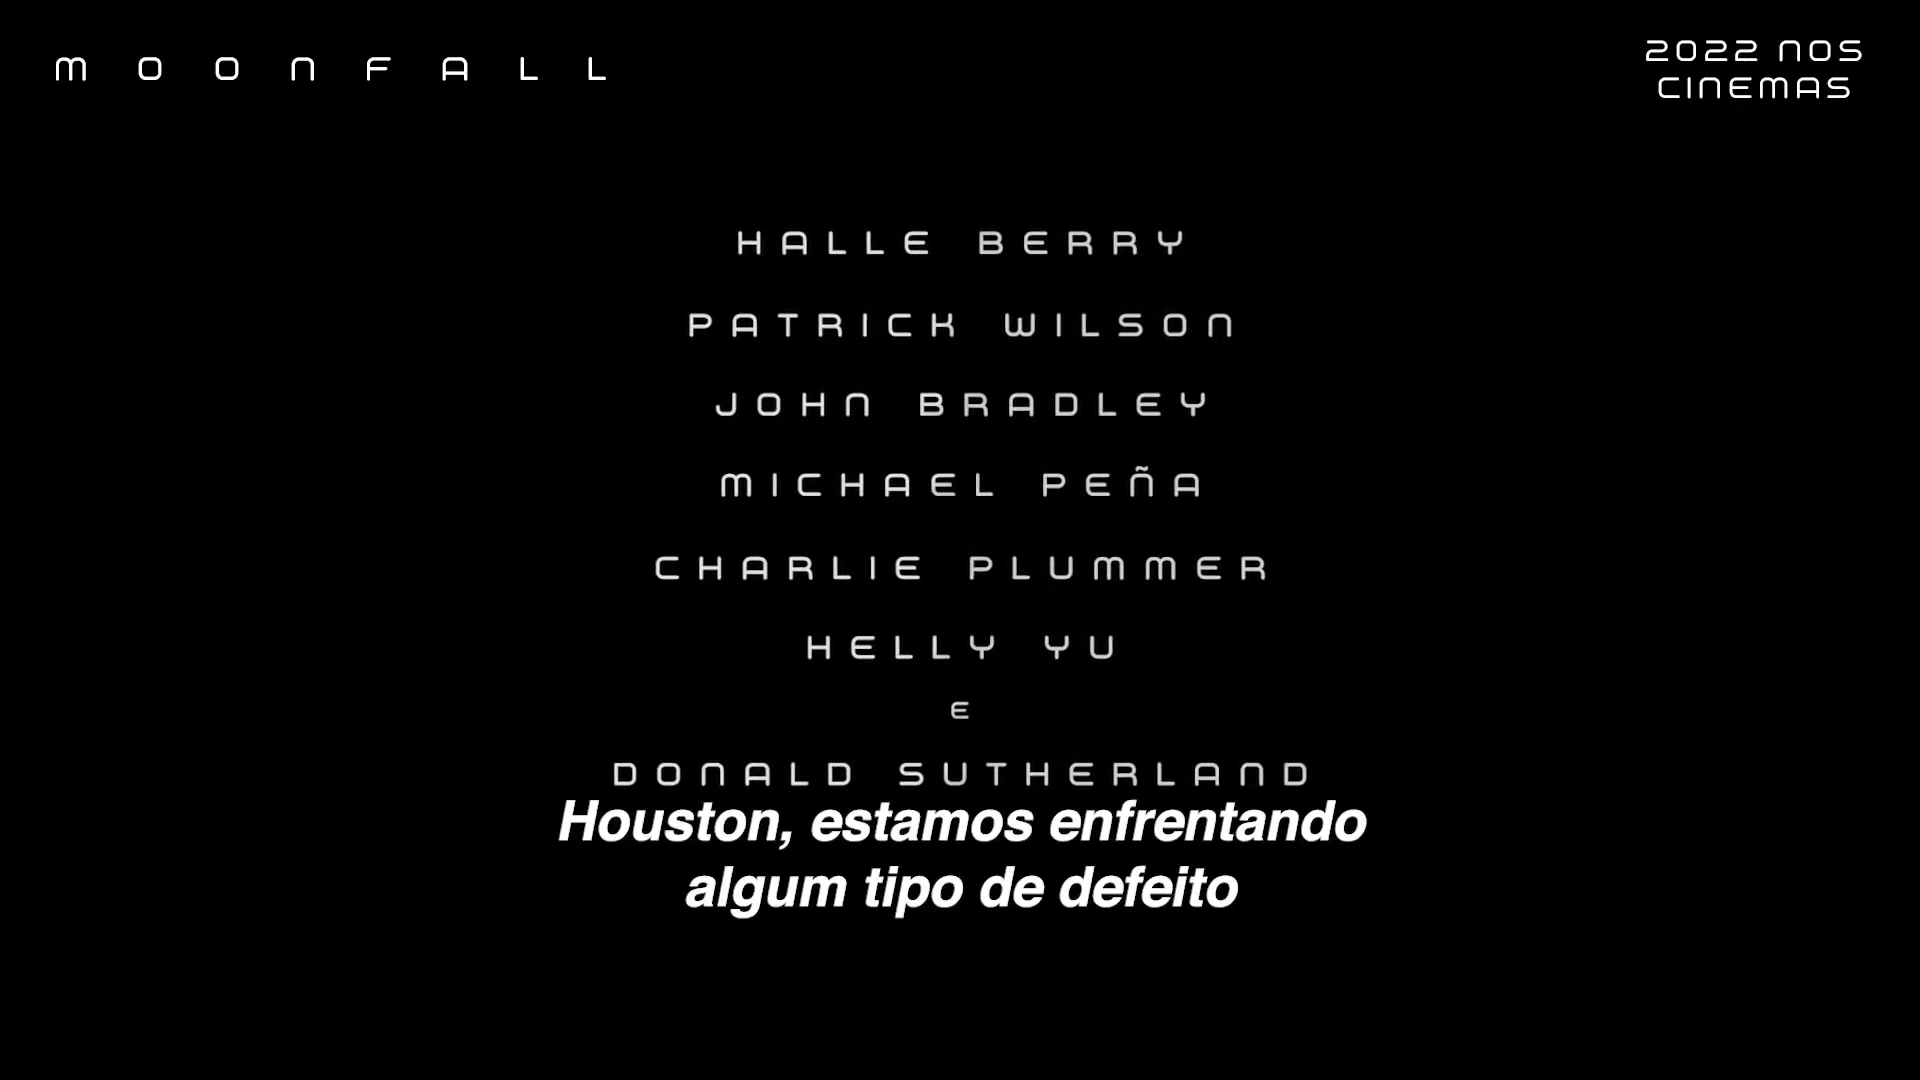 MOONFALL
2022 NOS
CINEMAS
HALLE BERRY
PATRICK WILSON
JOHN BRADLEY
MICHAEL PEÑA
CHARLIE PLUMMER
HELLY YU
E
DONALD SUTHERLAND
Houston, estamos enfrentando
algum tipo de defeito